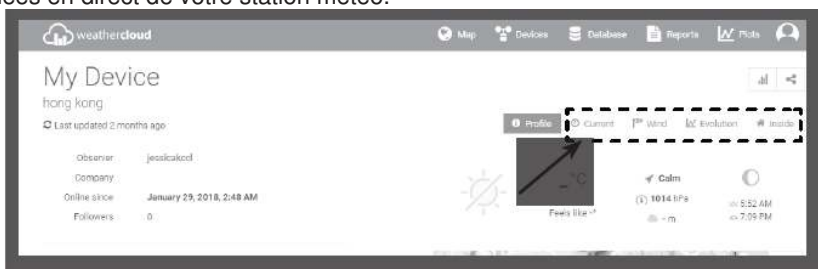 ées en direct de votre station météo.
weathercloud Map Devices Database Reports Plots
My Device
hong kong
Last updated 2 months ago
Profile Current Wind Evolution Inside
Observer jessicakcd
Company
Online since January 29, 2018, 2:48 AM
Followers 0
- °C
Feels like -°
Calm
1014 hPa
- m
5:52 AM
7:09 PM